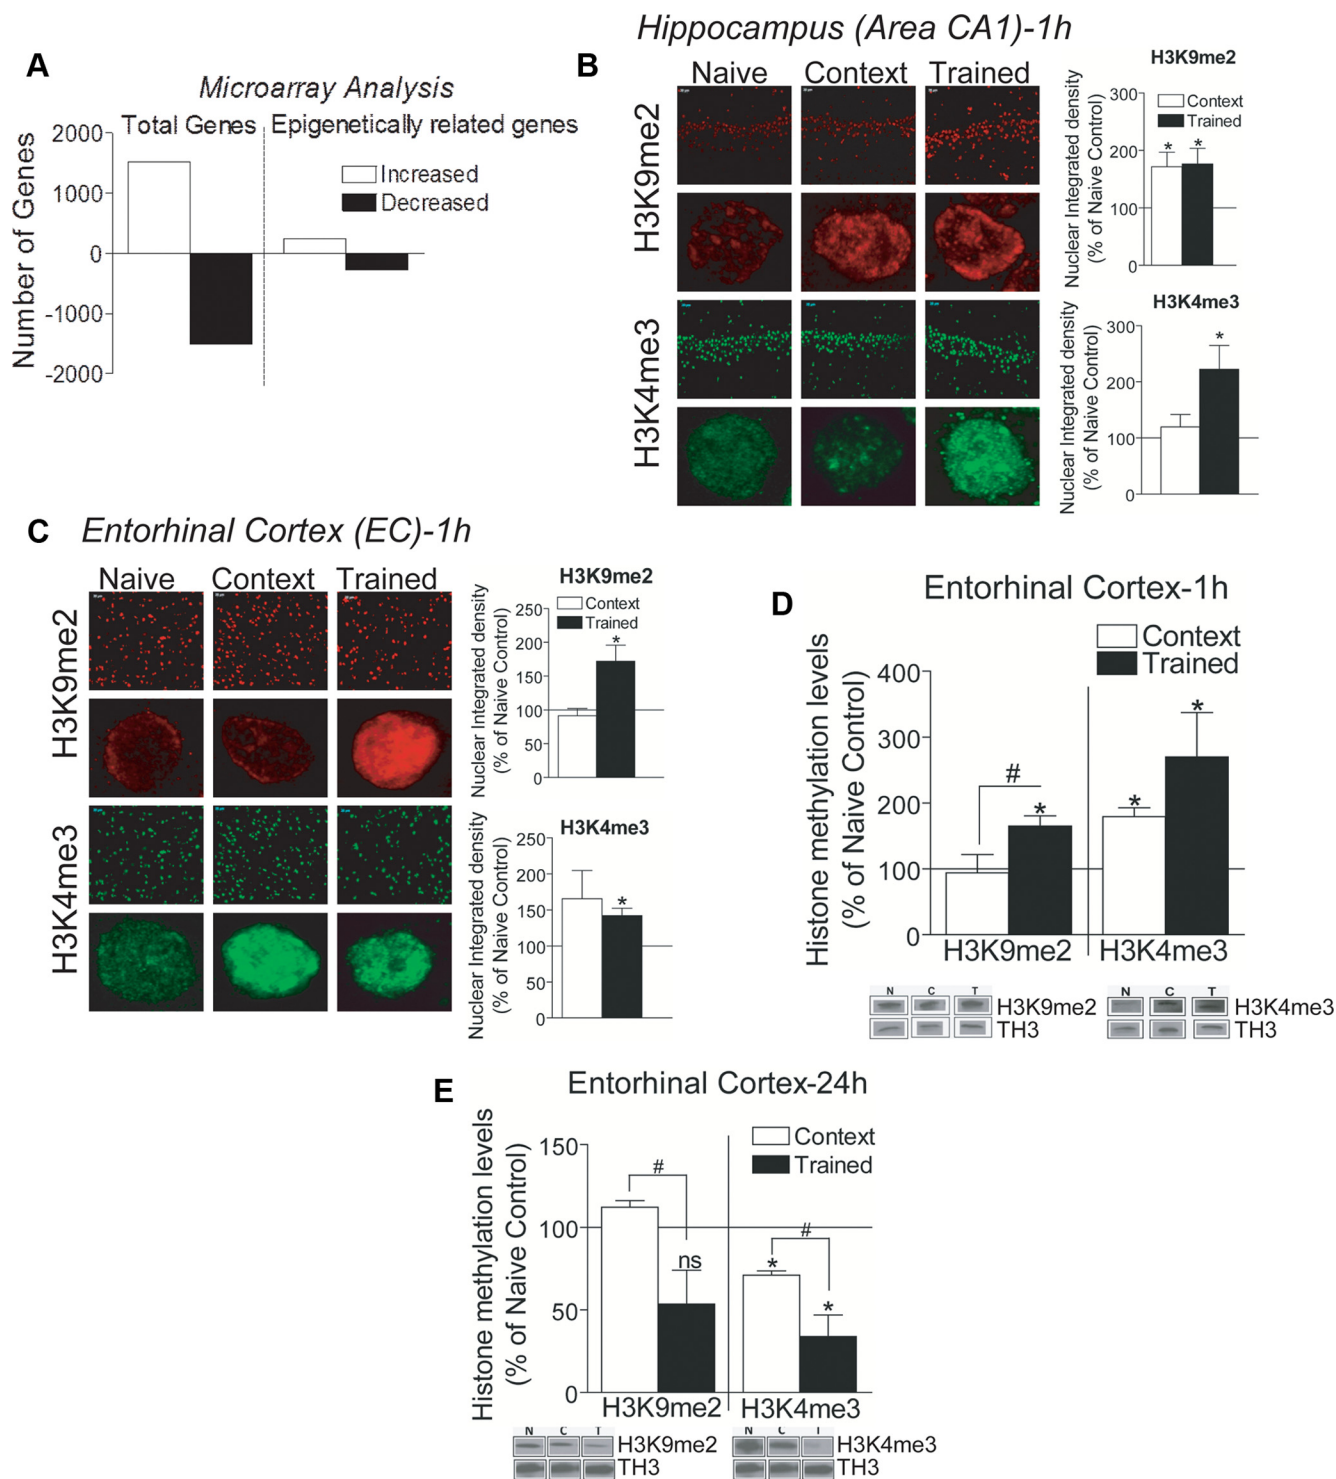 A
Microarray Analysis
Total Genes
Epigenetically related genes
Increased
Decreased
Number of Genes
2000
1000
0
-1000
-2000
Hippocampus (Area CA1)-1h
B
Naive
Context
Trained
H3K9me2
H3K4me3
H3K9me2
Nuclear Integrated density
(% of Naive Control)
300
200
100
0
Context
Trained
*
*
H3K4me3
Nuclear Integrated density
(% of Naive Control)
300
200
100
0
*
C
Entorhinal Cortex (EC)-1h
Naive
Context
Trained
H3K9me2
H3K4me3
H3K9me2
Nuclear Integrated density
(% of Naive Control)
250
200
150
100
50
0
Context
Trained
*
H3K4me3
Nuclear Integrated density
(% of Naive Control)
250
200
150
100
50
0
*
D
Entorhinal Cortex-1h
Context
Trained
Histone methylation levels
(% of Naive Control)
400
300
200
100
0
#
*
*
*
H3K9me2
H3K4me3
N C T
H3K9me2
TH3
N C T
H3K4me3
TH3
E
Entorhinal Cortex-24h
Context
Trained
Histone methylation levels
(% of Naive Control)
150
100
50
0
#
ns
#
*
*
H3K9me2
H3K4me3
N C T
H3K9me2
TH3
N C T
H3K4me3
TH3